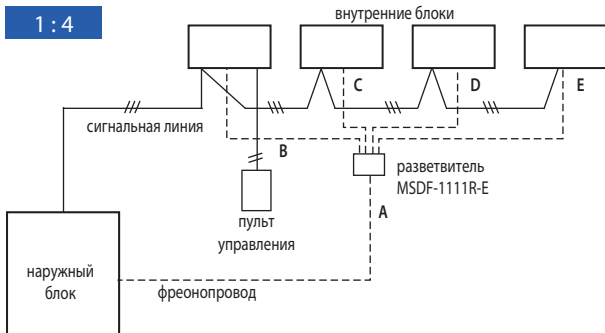 1 : 4
внутренние блоки
C
D
E
сигнальная линия
B
разветвитель
MSDF-1111R-E
A
пульт
управления
наружный
блок
фреонопровод